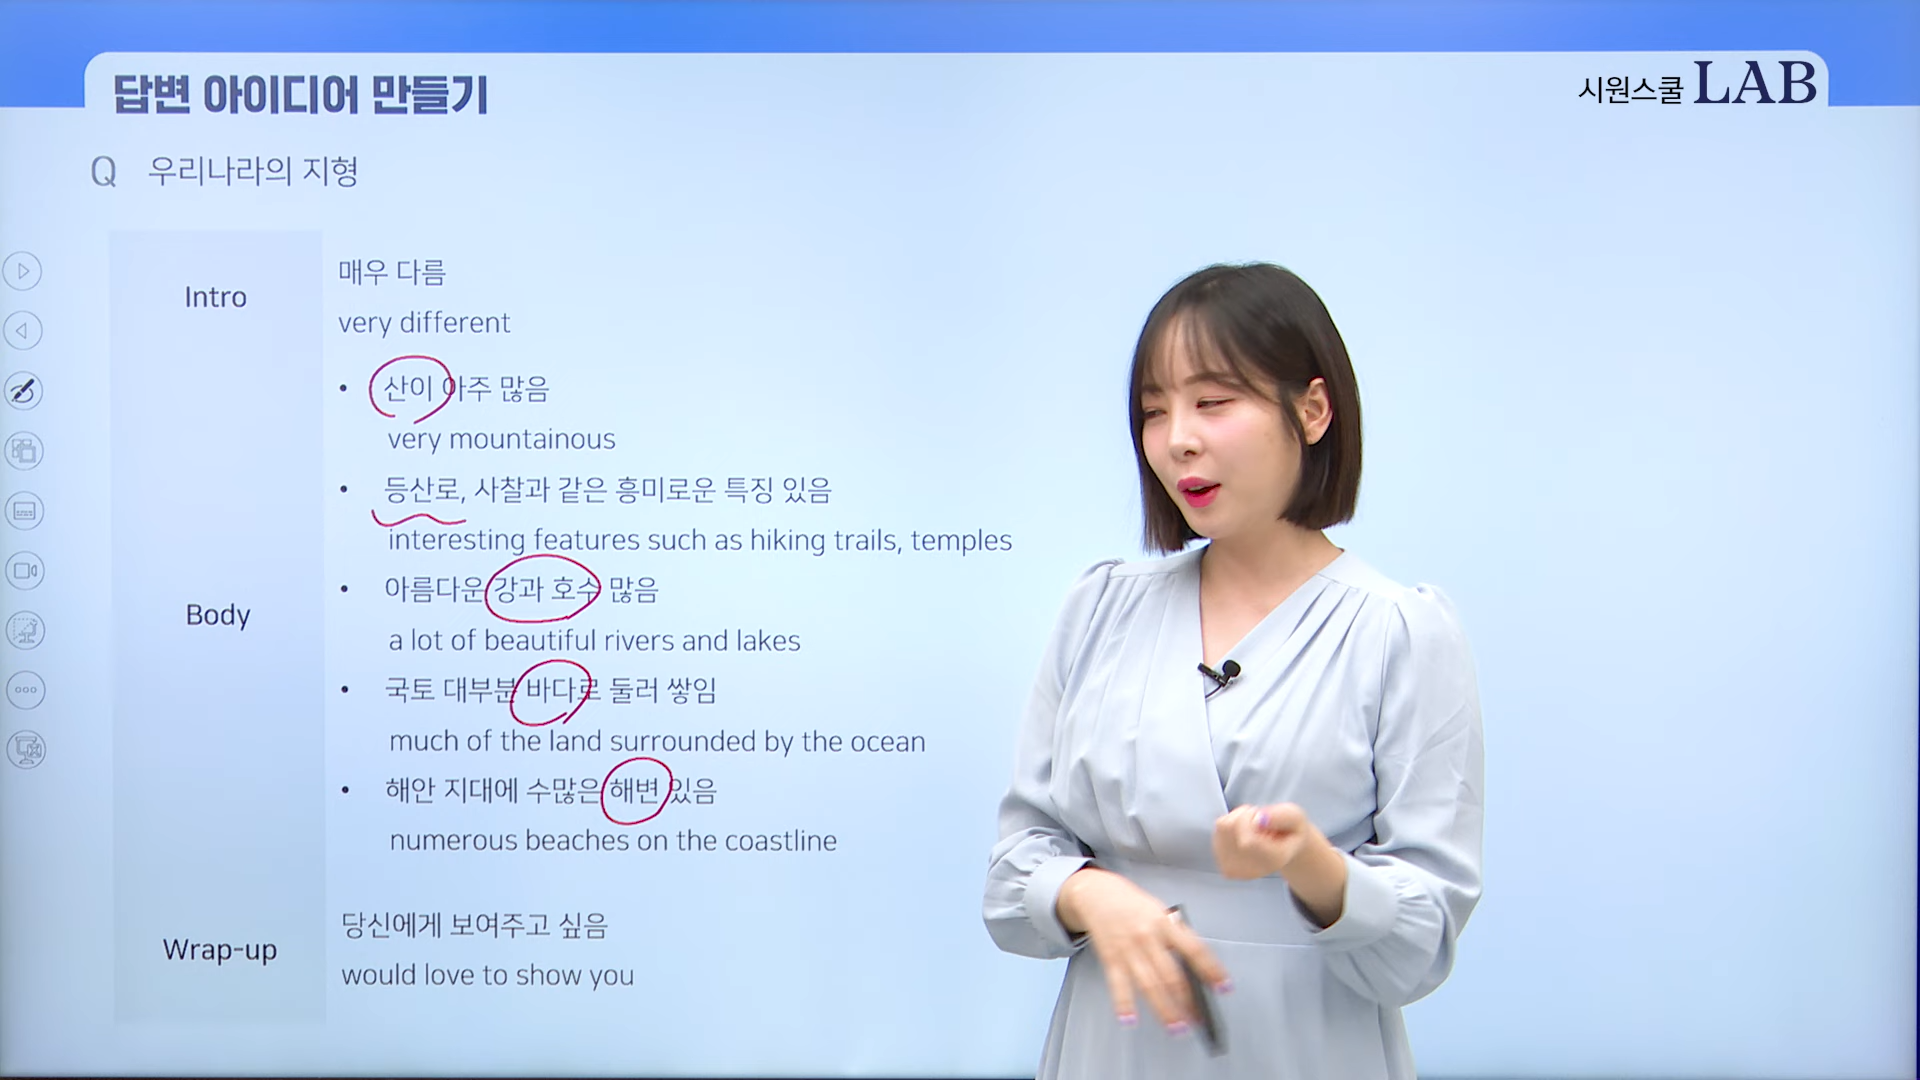 답변 아이디어 만들기
시원스쿨 LAB
Q 우리나라의 지형
Intro
매우 다름
very different
Body
• 산이 아주 많음
very mountainous
• 등산로, 사찰과 같은 흥미로운 특징 있음
interesting features such as hiking trails, temples
• 아름다운 강과 호수 많음
a lot of beautiful rivers and lakes
• 국토 대부분 바다로 둘러 쌓임
much of the land surrounded by the ocean
• 해안 지대에 수많은 해변 있음
numerous beaches on the coastline
Wrap-up
당신에게 보여주고 싶음
would love to show you